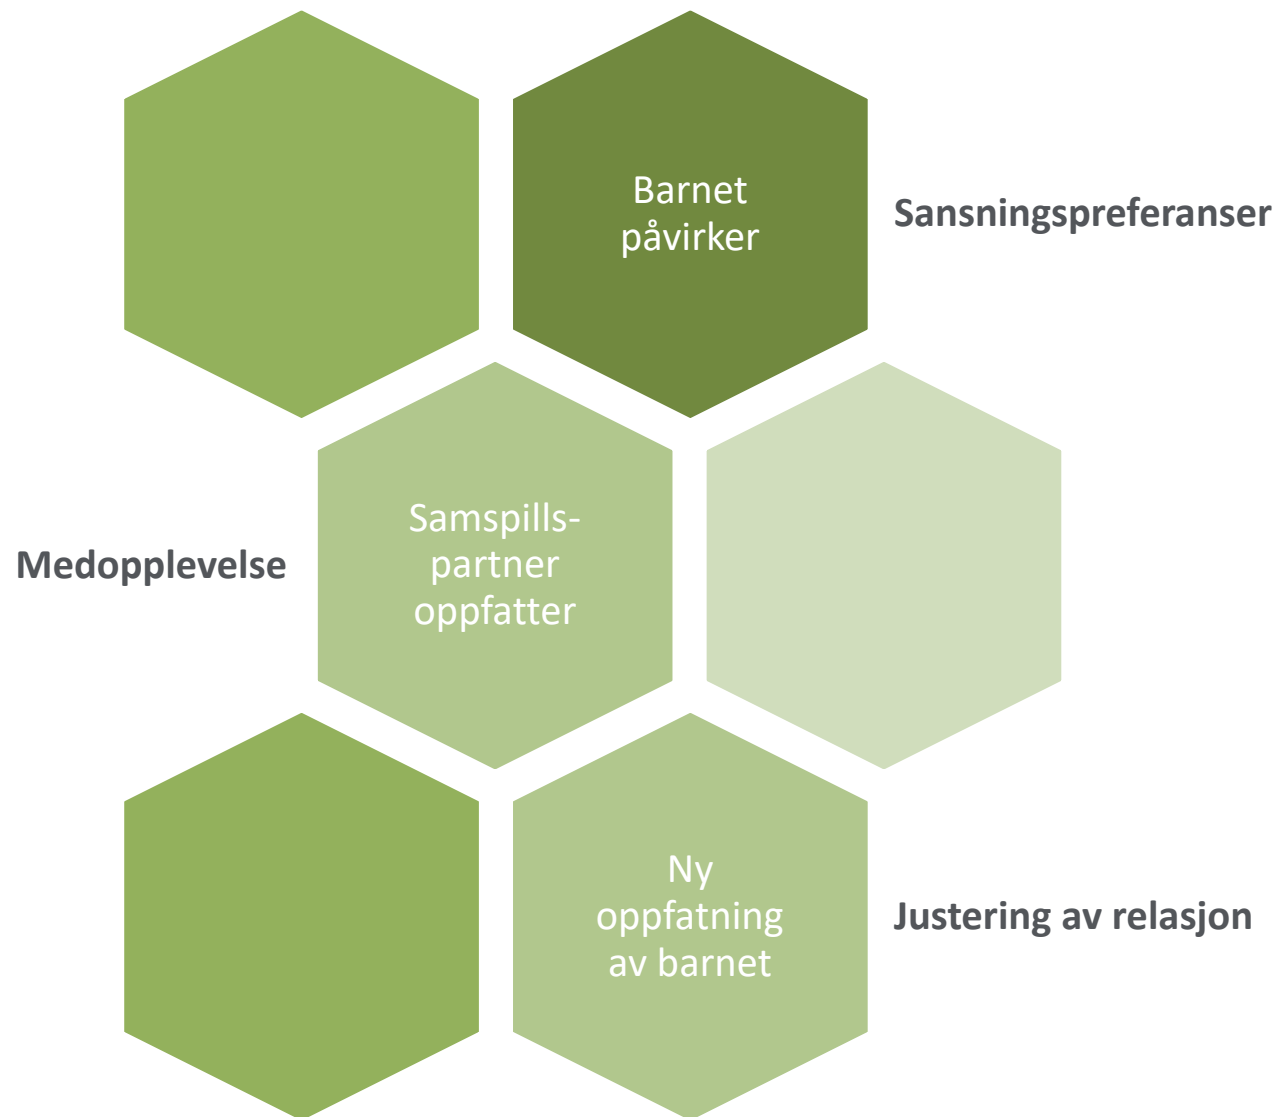 Barnet
påvirker
Sansningspreferanser
Medopplevelse
Samspills-
partner
oppfatter
Ny
oppfatning
av barnet
Justering av relasjon